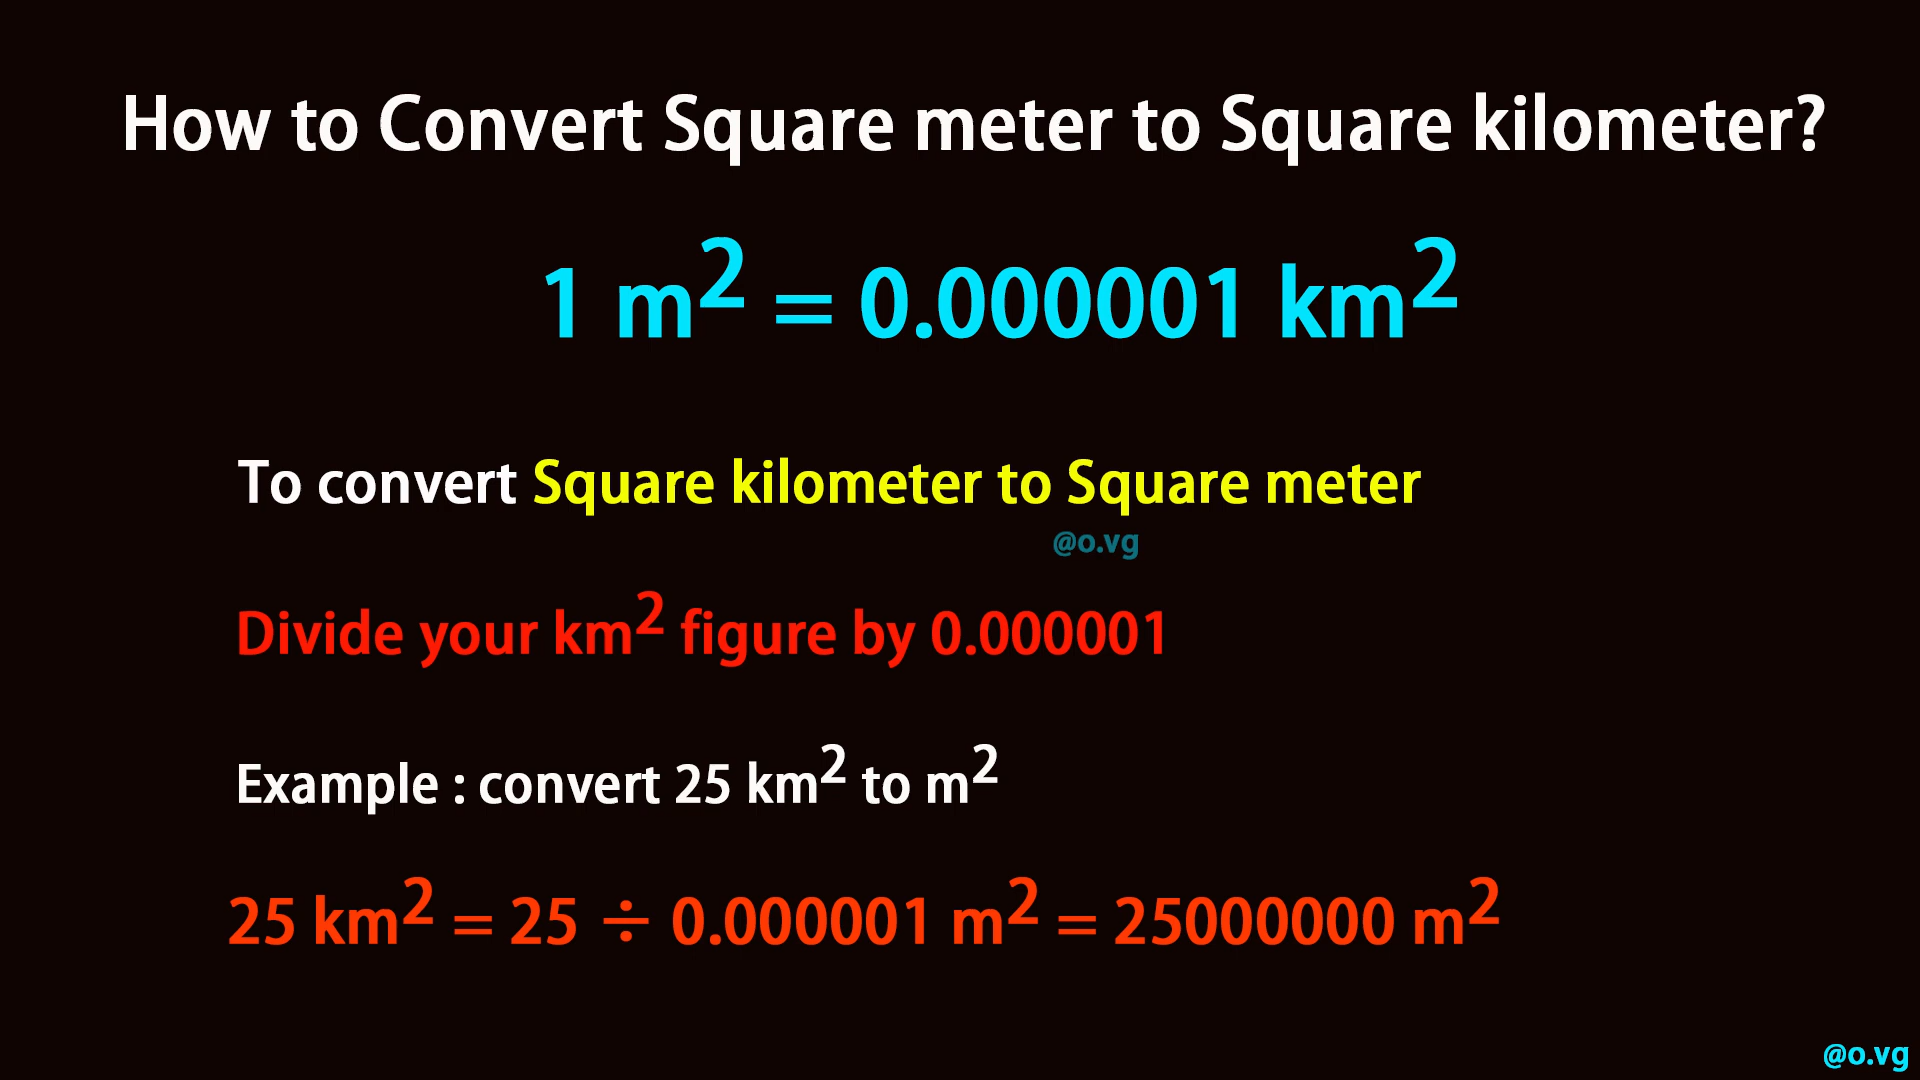 How to Convert Square meter to Square kilometer?
1 m² = 0.000001 km²
To convert Square kilometer to Square meter
@o.vg
Divide your km² figure by 0.000001
Example : convert 25 km² to m²
25 km² = 25 ÷ 0.000001 m² = 25000000 m²
@o.vg